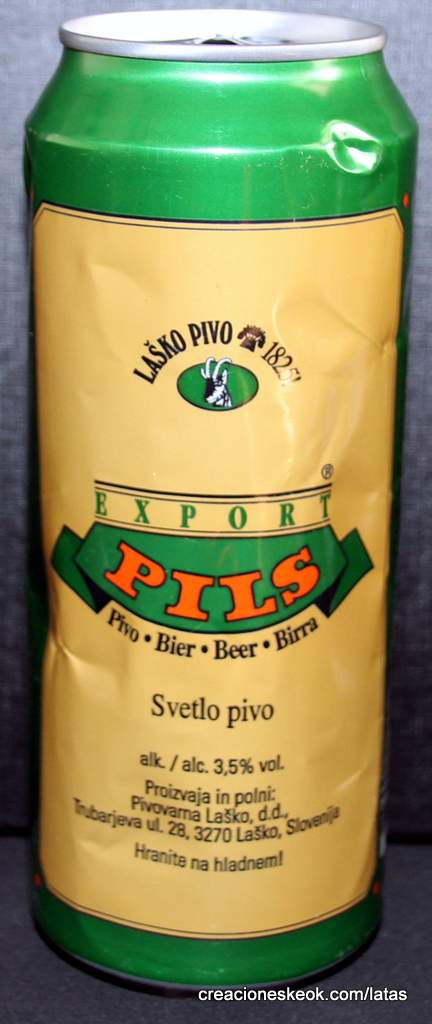 LAŠKO PIVO 1825!
®
EXPORT
PILS
Pivo • Bier • Beer • Birra
Svetlo pivo
alk. / alc. 3,5% vol.
Proizvaja in polni:
Pivovarna Laško, d.d.,
Trubarjeva ul. 28, 3270 Laško, Slovenija
Hranite na hladnem!
creacioneskeok.com/latas